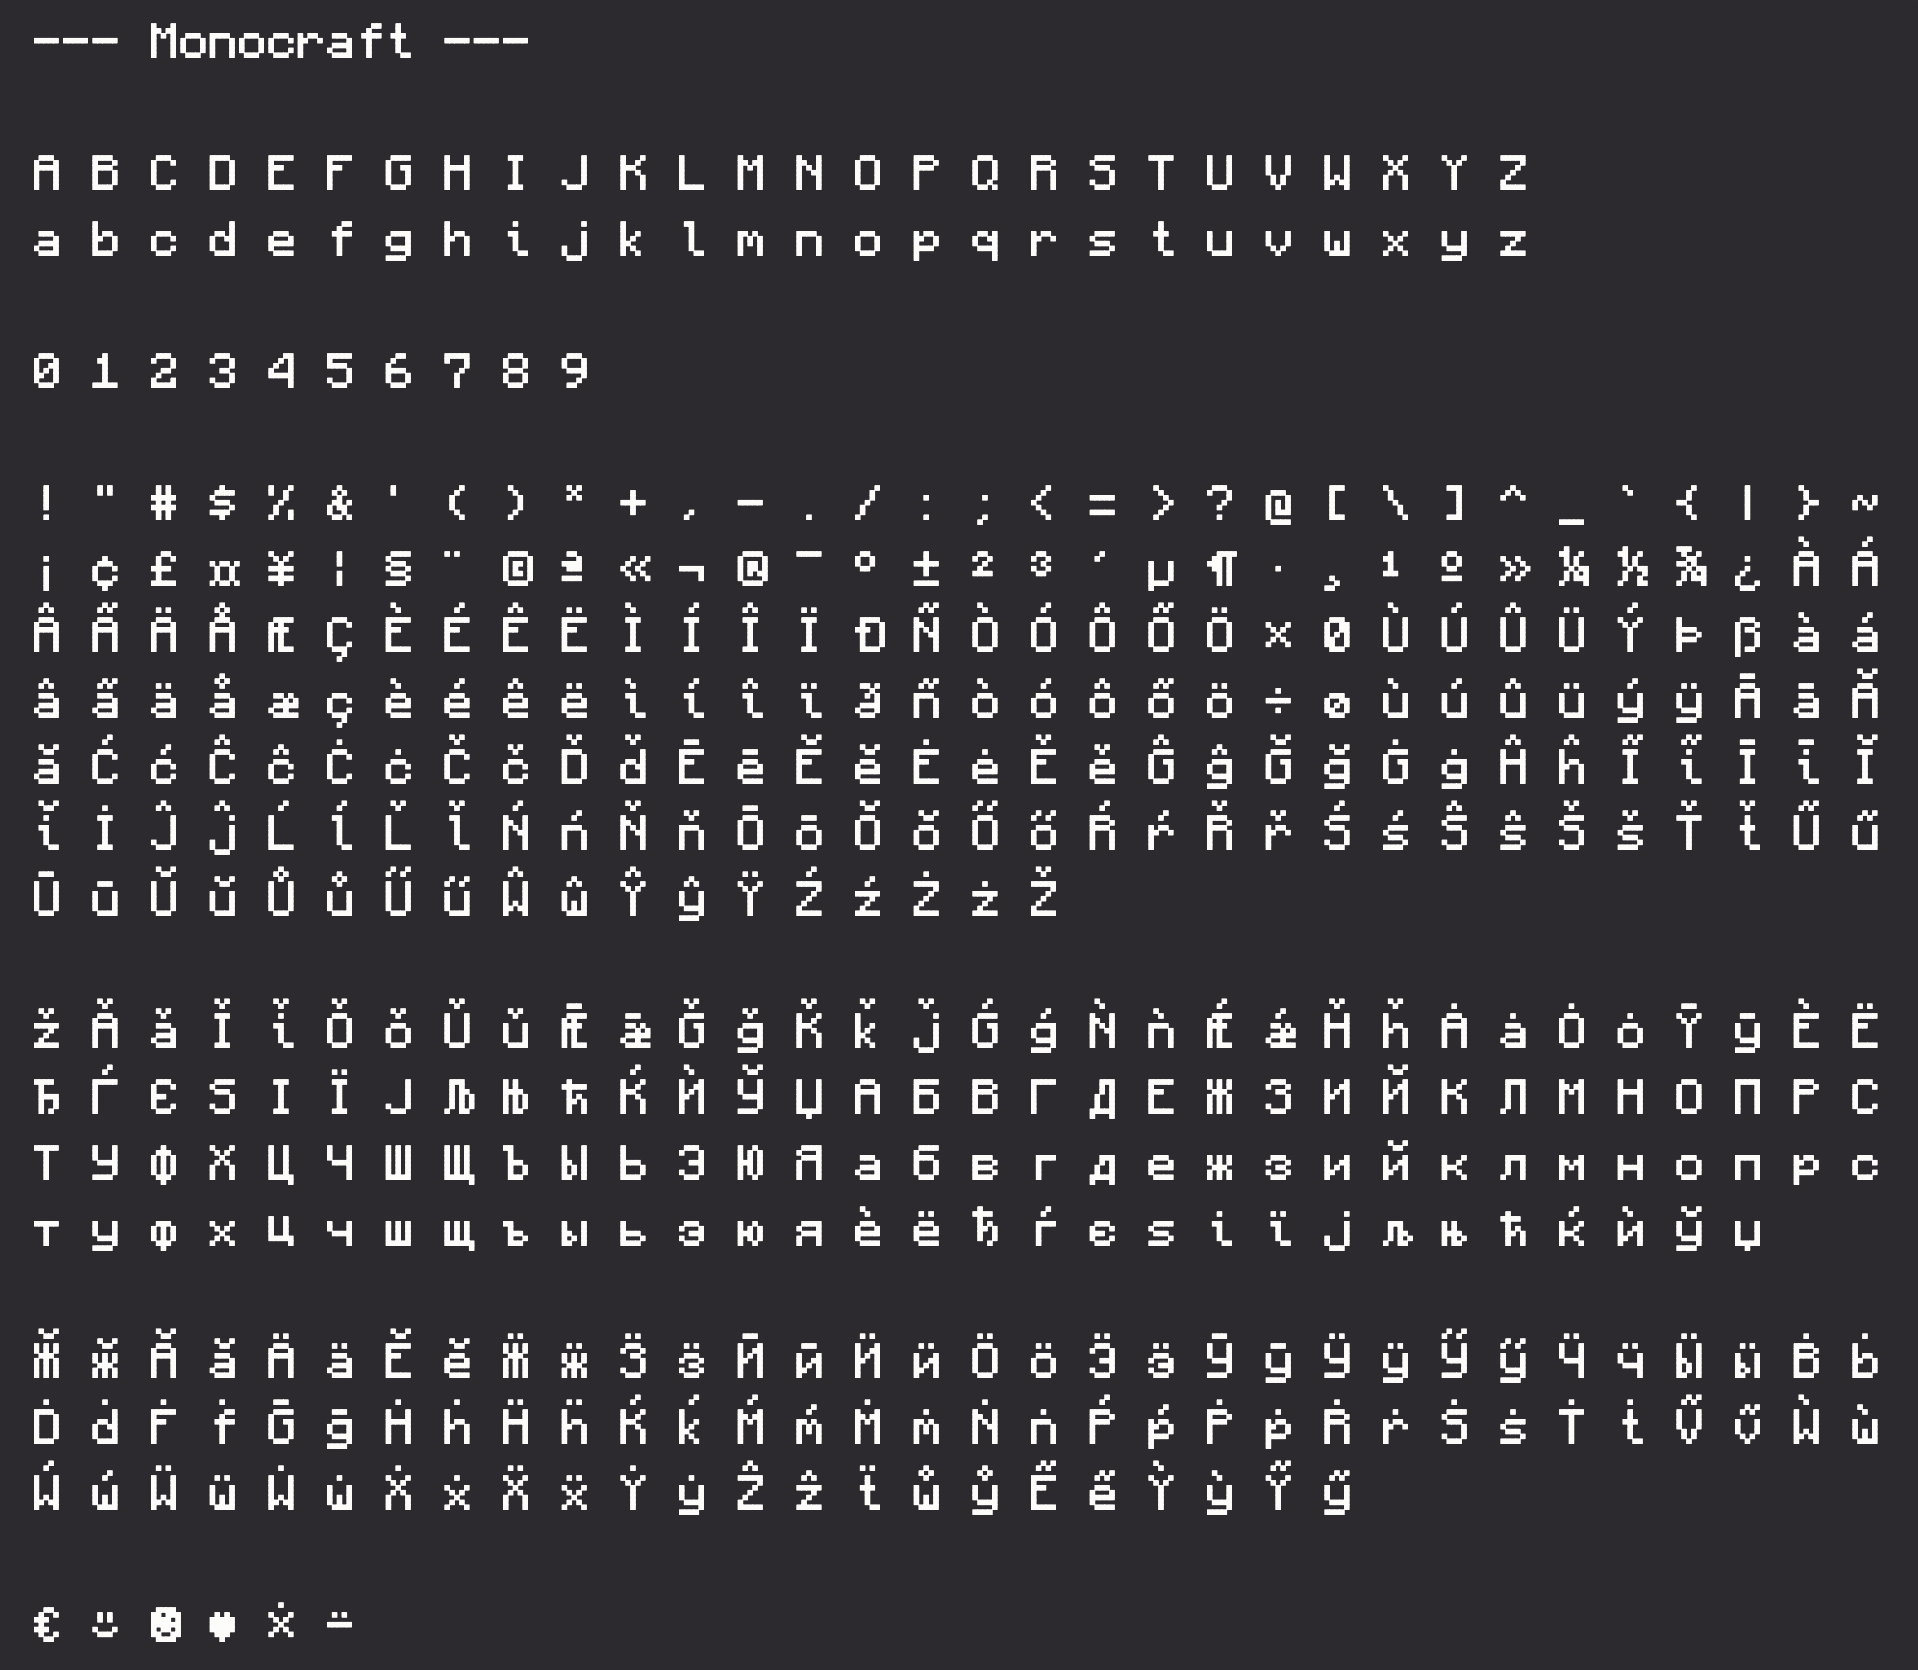 --- Monocraft ---
A B C D E F G H I J K L M N O P Q R S T U V W X Y Z
a b c d e f g h i j k l m n o p q r s t u v w x y z
0 1 2 3 4 5 6 7 8 9
! " # $ % & ' ( ) * + , - . / : ; < = > ? @ [ \ ] ^ _ ` { | } ~
¡ ¢ £ ¤ ¥ ¦ § ¨ © ª « ¬ ® ¯ ° ± ² ³ ´ µ ¶ · ¸ ¹ º » ¼ ½ ¾ ¿ À Á
 Ã Ä Å Æ Ç È É Ê Ë Ì Í Î Ï Ð Ñ Ò Ó Ô Õ Ö × Ø Ù Ú Û Ü Ý Þ ß à á
â ã ä å æ ç è é ê ë ì í î ï ð ñ ò ó ô õ ö ÷ ø ù ú û ü ý ÿ Ā ā Ă
ă Ć ć Ĉ ĉ Ċ ċ Č č Ď ď Ē ē Ĕ ĕ Ė ė Ě ě Ĝ ĝ Ğ ğ Ġ ġ Ĥ ĥ Ĩ ĩ Ī ī Ĭ
ĭ İ Ĵ ĵ Ĺ ĺ Ľ ľ Ń ń Ň ň Ō ō Ŏ ŏ Ő ő Ŕ ŕ Ř ř Ś ś Ŝ ŝ Š š Ť ť Ũ ũ
Ū ū Ŭ ŭ Ů ů Ű ű Ŵ ŵ Ŷ ŷ Ÿ Ź ź Ż ż Ž
ž Ǎ ǎ Ǐ ǐ Ǒ ǒ Ǔ ǔ Ǣ ǣ Ǧ ǧ Ǩ ǩ ǰ Ǵ ǵ Ǹ ǹ Ǽ ǽ Ȟ ȟ Ȧ ȧ Ȯ ȯ Ȳ ȳ Ѐ Ё
Ђ Ѓ Є Ѕ І Ї Ј Љ Њ Ћ Ќ Ѝ Ў Џ А Б В Г Д Е Ж З И Й К Л М Н О П Р С
Т У Ф Х Ц Ч Ш Щ Ъ Ы Ь Э Ю Я а б в г д е ж з и й к л м н о п р с
т у ф х ц ч ш щ ъ ы ь э ю я ѐ ё ђ ѓ є ѕ і ї ј љ њ ћ ќ ѝ ў џ
Ӂ ӂ Ӑ ӑ Ӓ ӓ Ӗ ӗ Ӝ ӝ Ӟ ӟ Ӣ ӣ Ӥ ӥ Ӧ ӧ Ӭ ӭ Ӯ ӯ Ӱ ӱ Ӳ ӳ Ӵ ӵ Ӹ ӹ Ḃ ḃ
Ḋ ḋ Ḟ ḟ Ḡ ḡ Ḣ ḣ Ḧ ḧ Ḱ ḱ Ḿ ḿ Ṁ ṁ Ṅ ṅ Ṕ ṕ Ṗ ṗ Ṙ ṙ Ṡ ṡ Ṫ ṫ Ṽ ṽ Ẁ ẁ
Ẃ ẃ Ẅ ẅ Ẇ ẇ Ẋ ẋ Ẍ ẍ Ẏ ẏ Ẑ ẑ ẗ ẘ ẙ Ẽ ẽ Ỳ ỳ Ỹ ỹ
€ ☻ ♥